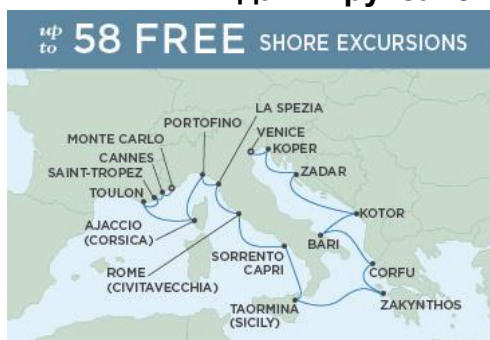 up to 58 FREE SHORE EXCURSIONS
LA SPEZIA
PORTOFINO
VENICE
MONTE CARLO
KOPER
CANNES
ZADAR
SAINT-TROPEZ
TOULON
KOTOR
AJACCIO
(CORSICA)
BARI
SORRENTO
CAPRI
ROME
(CIVITAVECCHIA)
CORFU
TAORMINA
(SICILY)
ZAKYNTHOS